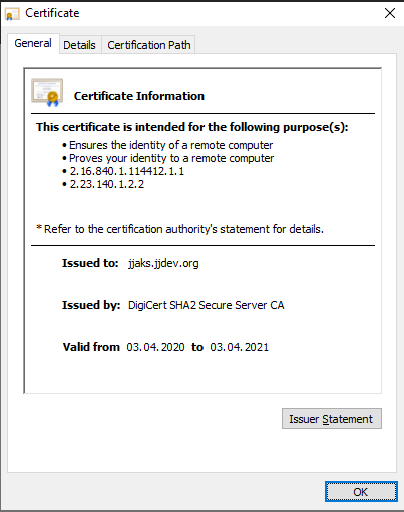 Certificate
General
Details
Certification Path
Certificate Information
This certificate is intended for the following purpose(s):
• Ensures the identity of a remote computer
• Proves your identity to a remote computer
• 2.16.840.1.114412.1.1
• 2.23.140.1.2.2
* Refer to the certification authority's statement for details.
Issued to: jjaks.jjdev.org
Issued by: DigiCert SHA2 Secure Server CA
Valid from 03.04.2020 to 03.04.2021
Issuer Statement
OK